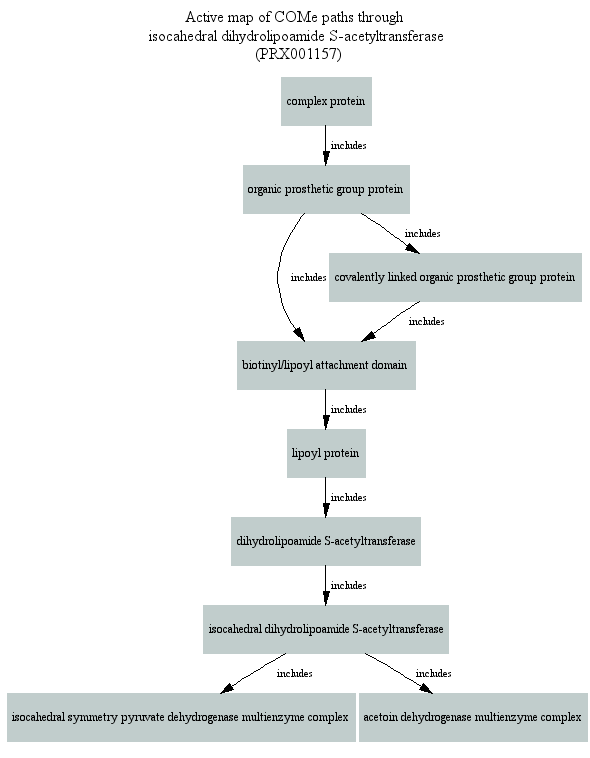 Active map of COMe paths through
isocahedral dihydrolipoamide S-acetyltransferase
(PRX001157)
complex protein
includes
organic prosthetic group protein
includes
includes
covalently linked organic prosthetic group protein
includes
biotinyl/lipoyl attachment domain
includes
lipoyl protein
includes
dihydrolipoamide S-acetyltransferase
includes
isocahedral dihydrolipoamide S-acetyltransferase
includes
includes
isocahedral symmetry pyruvate dehydrogenase multienzyme complex
acetoin dehydrogenase multienzyme complex